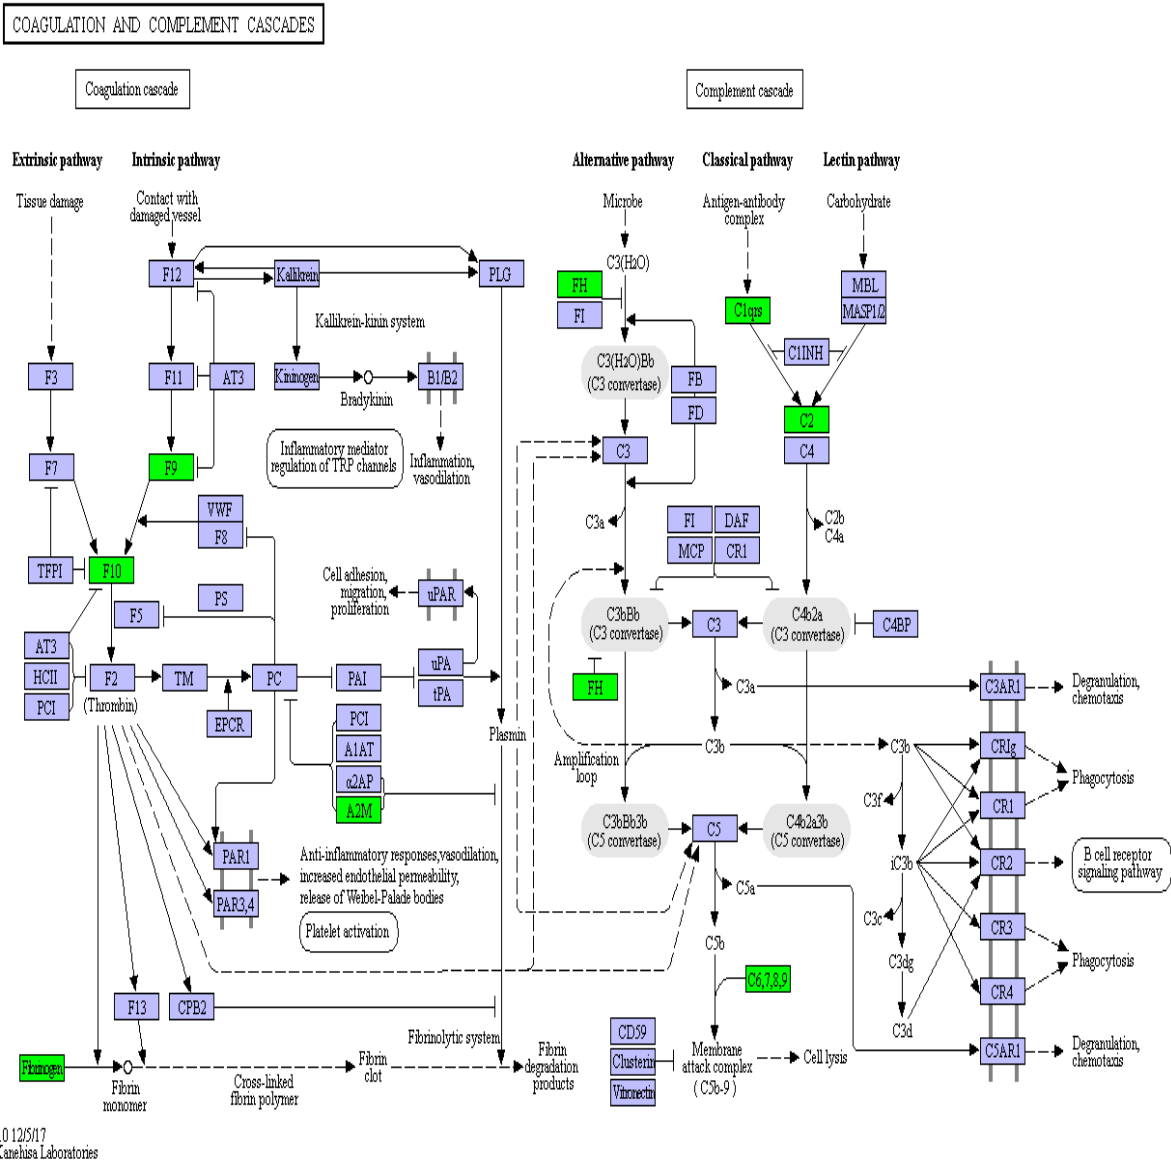 COAGULATION AND COMPLEMENT CASCADES
Coagulation cascade
Complement cascade
Extrinsic pathway
Intrinsic pathway
Alternative pathway
Classical pathway
Lectin pathway
Tissue damage
Contact with
damaged vessel
Microbe
Antigen-antibody
complex
Carbohydrate
F12
Kallikrein
PLG
C3(H2O)
FH
FI
C1qrs
MBL
MASP1/2
Kallikrein-kinin system
C1INH
F3
F11
AT3
Kininogen
Bradykinin
B1/B2
C3(H2O)Bb
(C3 convertase)
FB
FD
C2
C4
Inflammatory mediator
regulation of TRP channels
Inflammation,
vasodilation
C3
F7
F9
VWF
F8
C3a
FI
DAF
MCP
CR1
C2b
C4a
TFPI
F10
Cell adhesion,
migration,
proliferation
uPAR
F5
PS
C3bBb
(C3 convertase)
C3
C4b2a
(C3 convertase)
C4BP
AT3
HCII
PCI
F2
(Thrombin)
TM
PC
PAI
uPA
tPA
EPCR
FH
C3a
C3AR1
Degranulation,
chemotaxis
PCI
A1AT
α2AP
A2M
Plasmin
Amplification
loop
C3b
C3b
CRIg
Phagocytosis
C3f
CR1
C3bBb3b
(C5 convertase)
C5
C4b2a3b
(C5 convertase)
PAR1
PAR3,4
Anti-inflammatory responses,vasodilation,
increased endothelial permeability,
release of Weibel-Palade bodies
Platelet activation
iC3b
CR2
B cell receptor
signaling pathway
C5a
C3c
CR3
C5b
C3dg
Phagocytosis
C6,7,8,9
CR4
F13
CPB2
C3d
Fibrinolytic system
CD59
Clusterin
Vitronectin
Membrane
attack complex
(C5b-9)
Cell lysis
C5AR1
Degranulation,
chemotaxis
Fibrinogen
Fibrin
monomer
Cross-linked
fibrin polymer
Fibrin
clot
Fibrin
degradation
products
.0 12/5/17
Kanehisa Laboratories